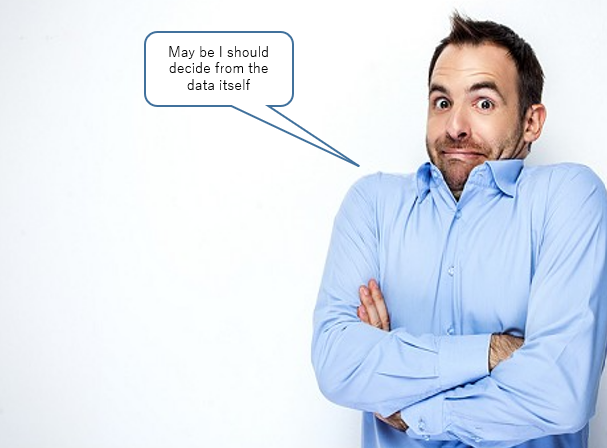 May be I should
decide from the
data itself